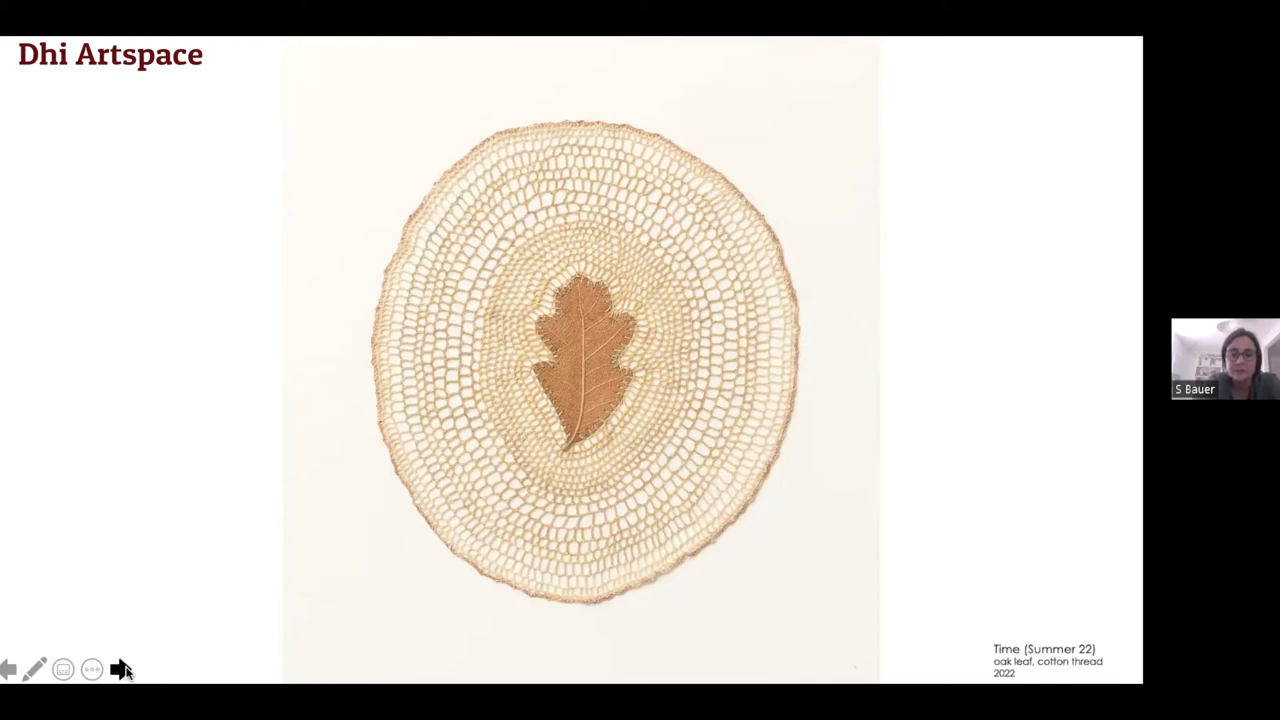 Dhi Artspace
S Bauer
Time (Summer 22)
oak leaf, cotton thread
2022